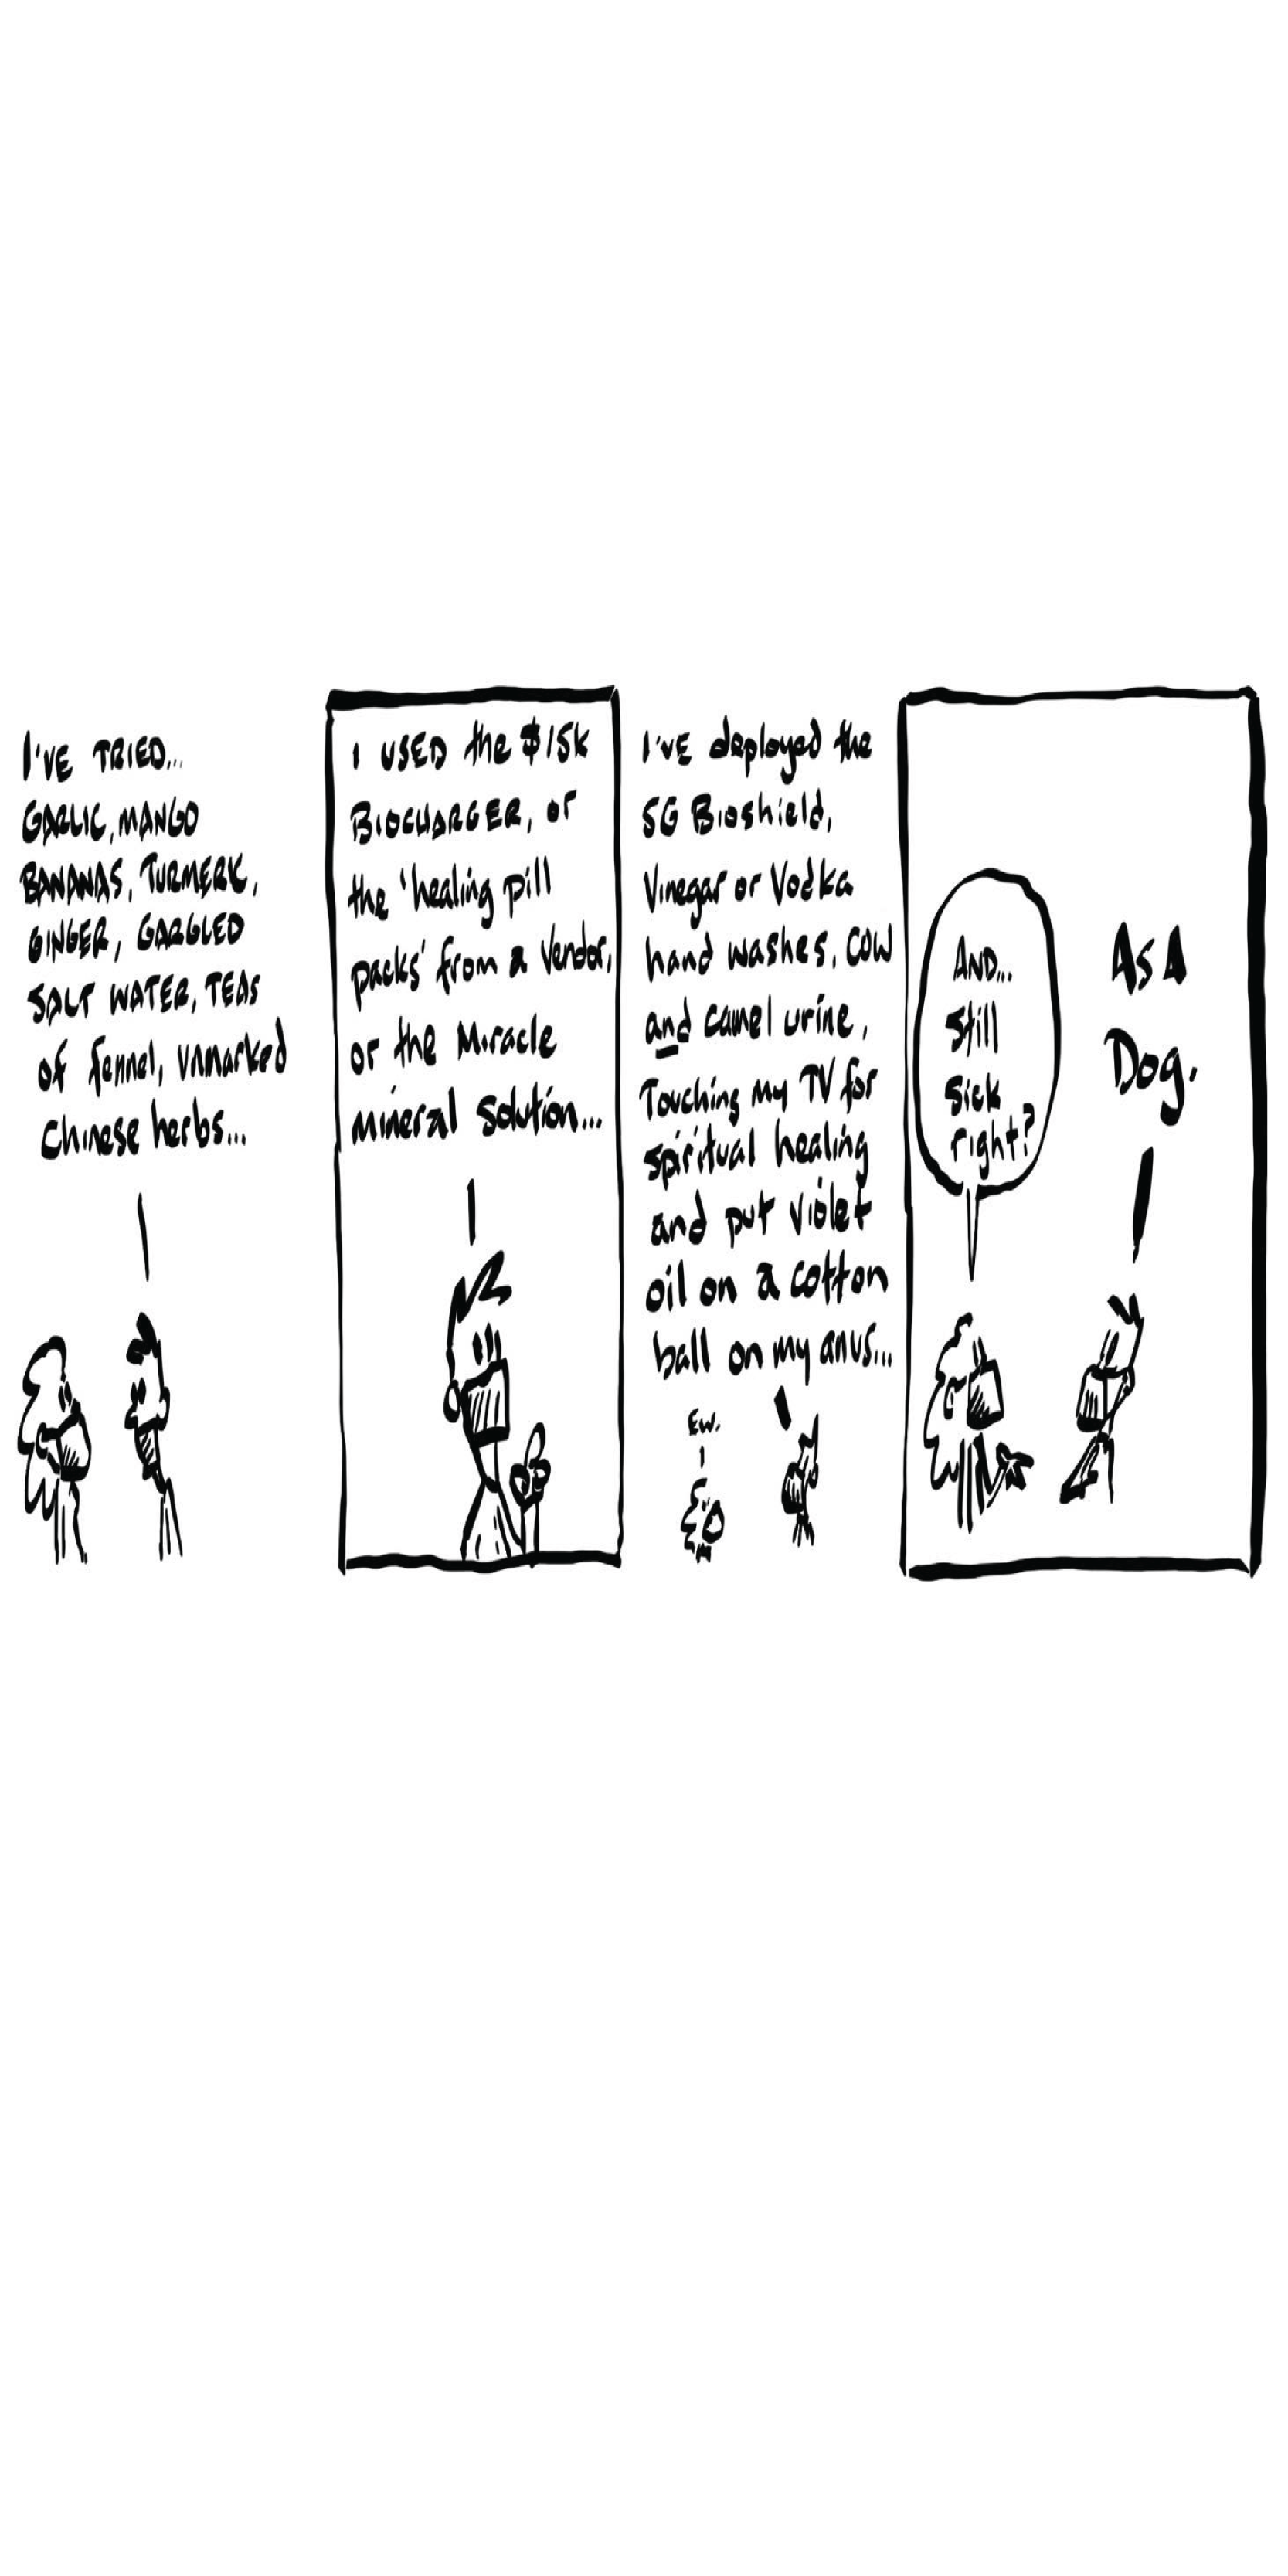 I'VE TRIED...
GARLIC, MANGO
BANANAS, TURMERIC,
GINGER, GARGLED
SALT WATER, TEAS
of fennel, unmarked
Chinese herbs...
I USED the $15K
BIOCHARGER, or
the 'healing pill
packs' from a Vendor,
or the Miracle
mineral solution...
I'VE deployed the
5G Bioshield,
Vinegar or Vodka
hand washes, COW
and camel urine,
Touching my TV for
spiritual healing
and put violet
oil on a cotton
ball on my anus...
EW.
AND...
Still
sick
right?
AS A
Dog.